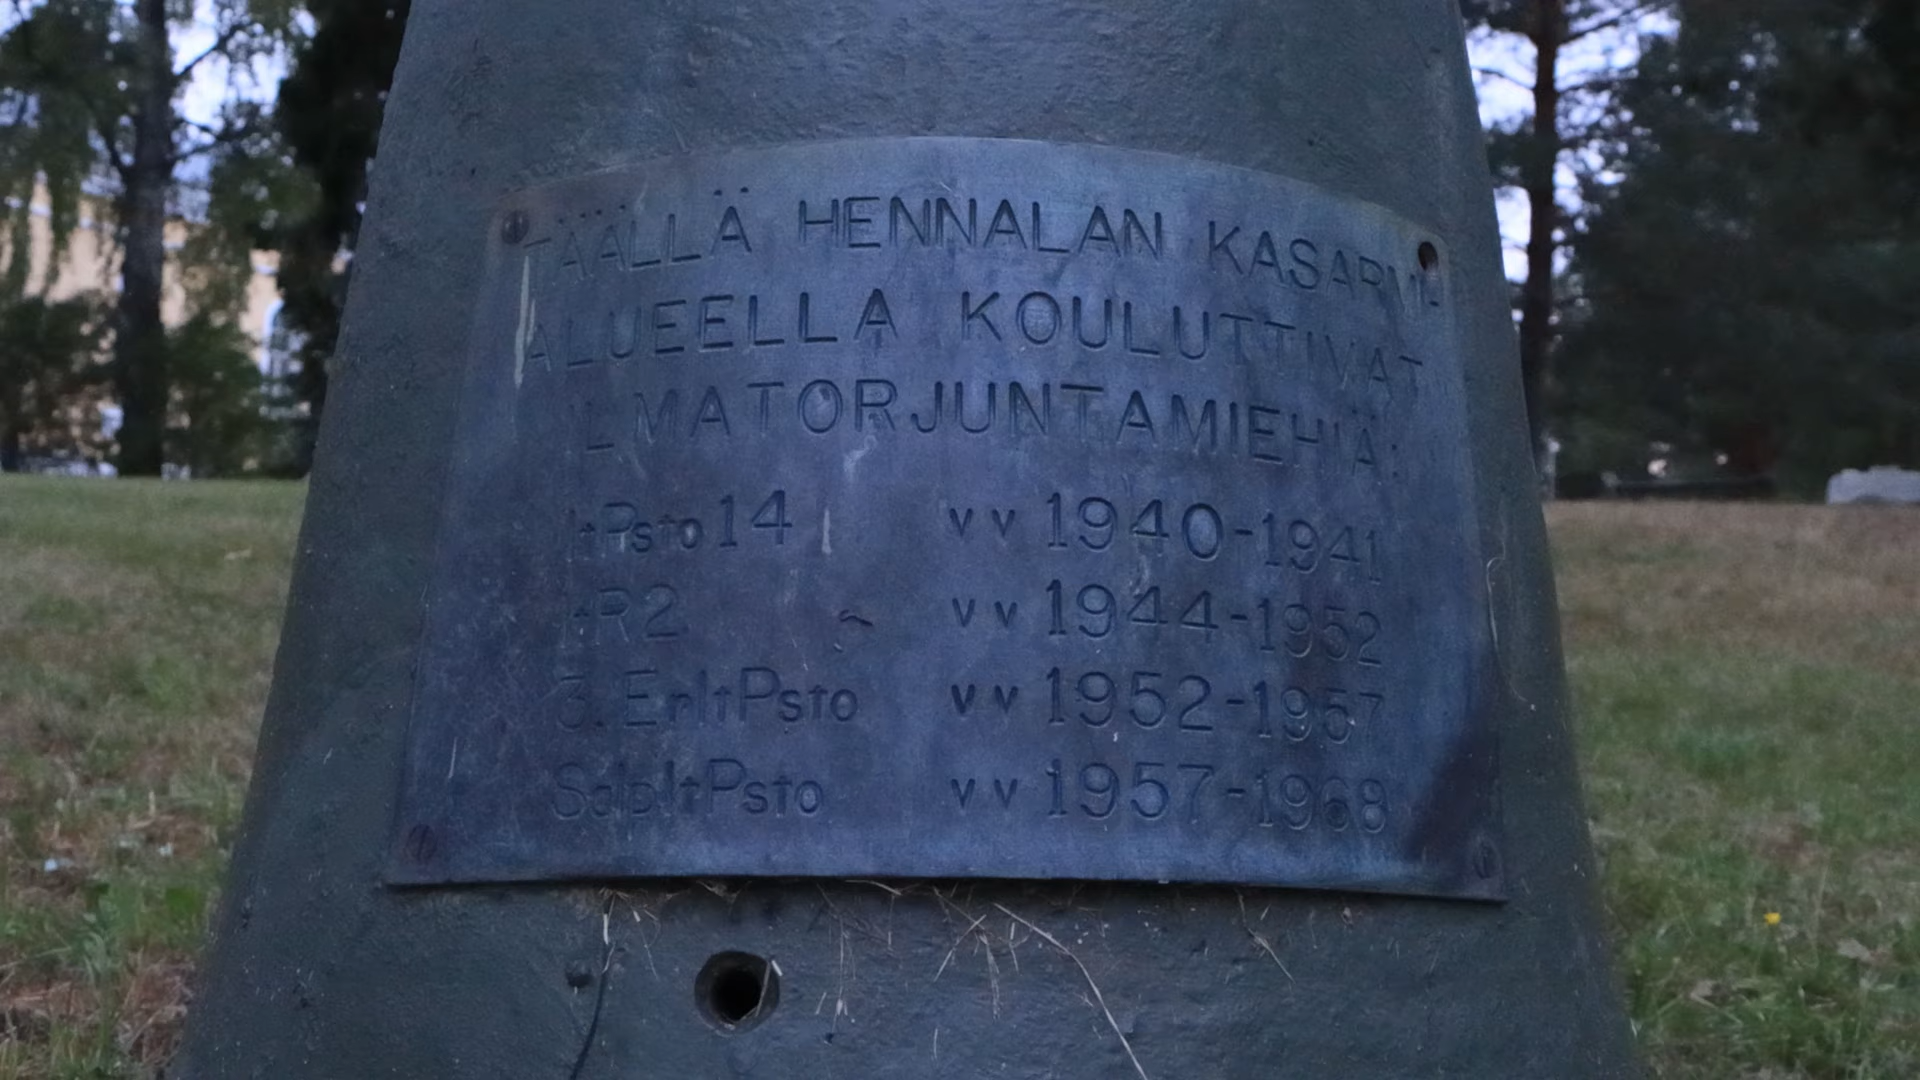 TÄÄLLÄ HENNALAN KASARMI-
ALUEELLA KOULUTTIVAT
ILMATORJUNTAMIEHIÄ:
ItPsto 14 vv 1940-1941
ItR2 vv 1944-1952
3. ErItPsto vv 1952-1957
SalpItPsto vv 1957-1968